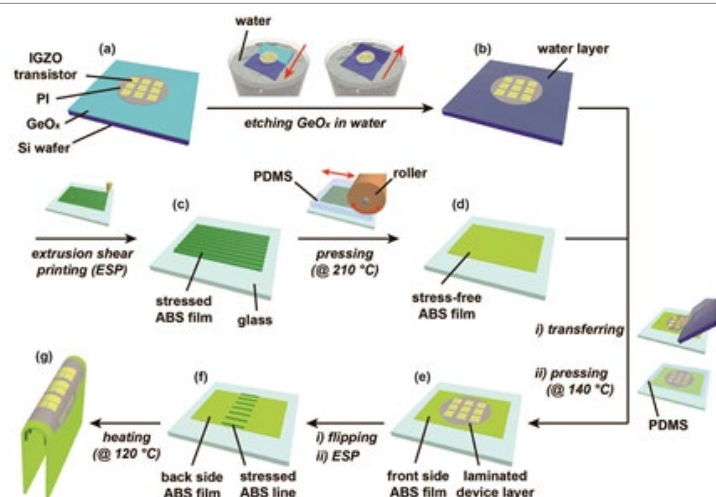 water
(a)
IGZO
transistor
PI
GeOₓ
Si wafer
etching GeOₓ in water
(b)
water layer
extrusion shear
printing (ESP)
(c)
stressed
ABS film
glass
PDMS
roller
pressing
(@ 210 °C)
(d)
stress-free
ABS film
i) transferring
ii) pressing
(@ 140 °C)
PDMS
(g)
heating
(@ 120 °C)
(f)
back side
ABS film
stressed
ABS line
i) flipping
ii) ESP
(e)
front side
ABS film
laminated
device layer